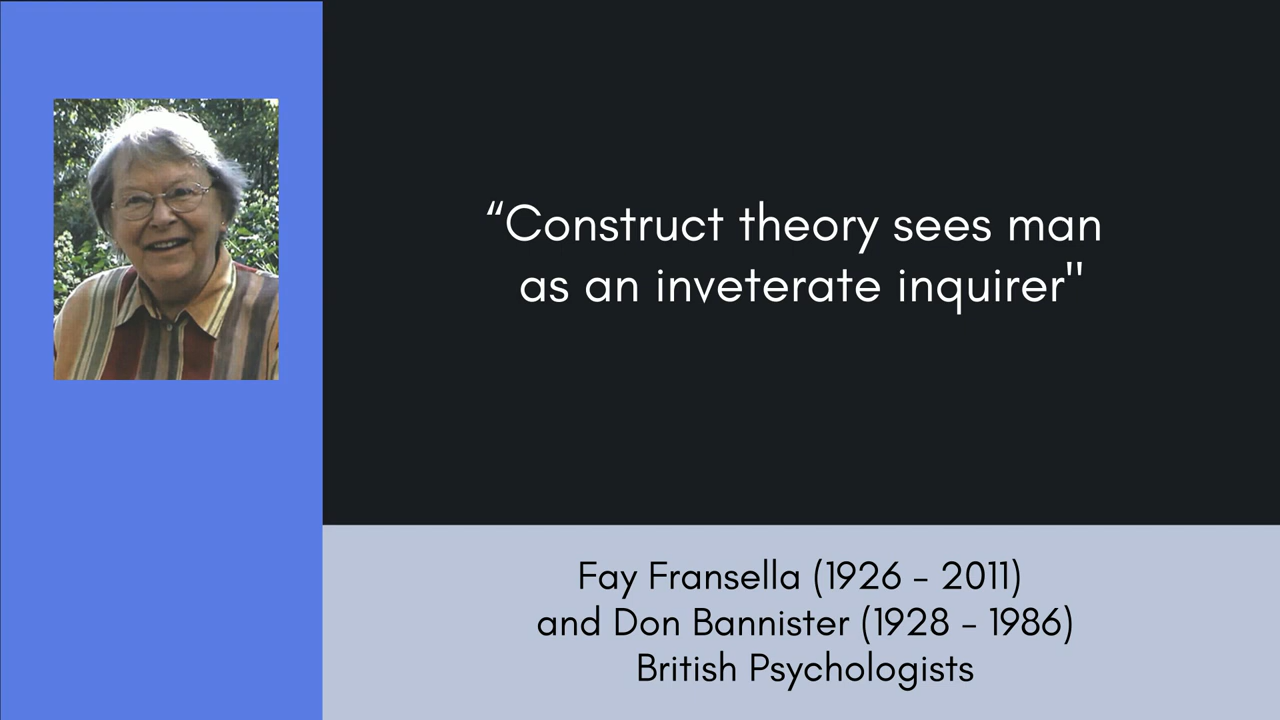 “Construct theory sees man
as an inveterate inquirer"
Fay Fransella (1926 - 2011)
and Don Bannister (1928 - 1986)
British Psychologists